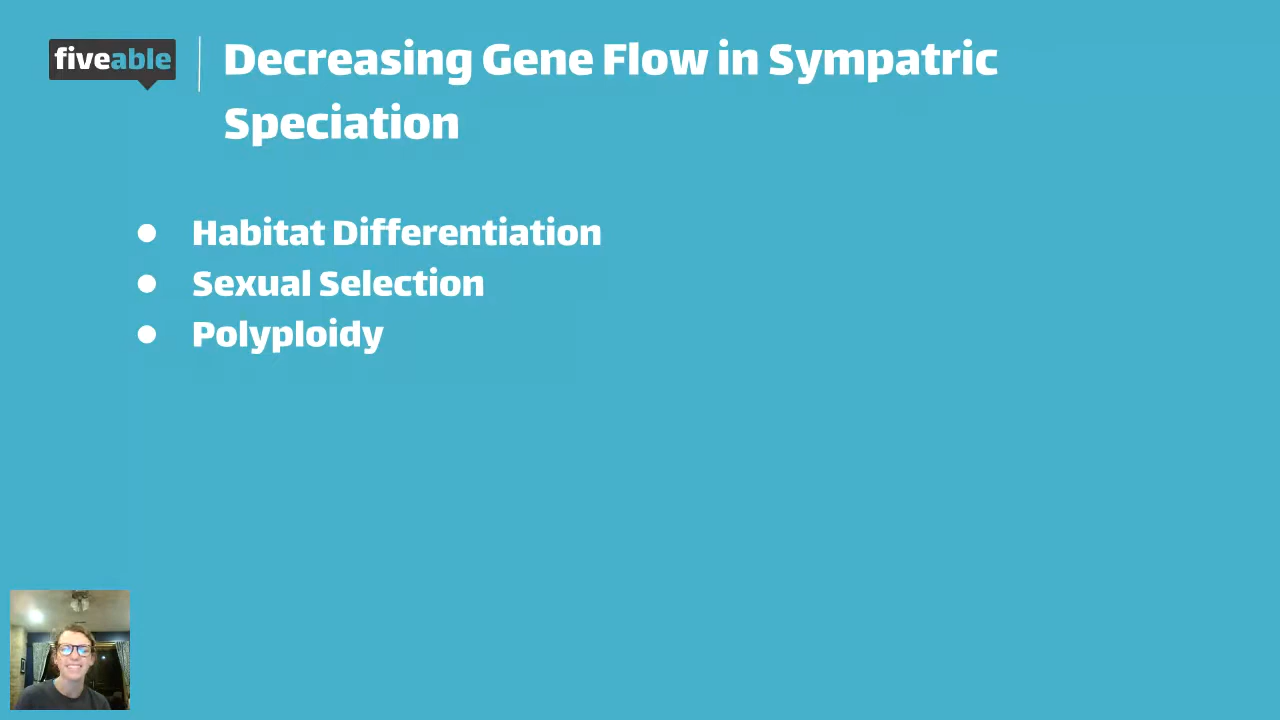 fiveable
Decreasing Gene Flow in Sympatric
Speciation
● Habitat Differentiation
● Sexual Selection
● Polyploidy